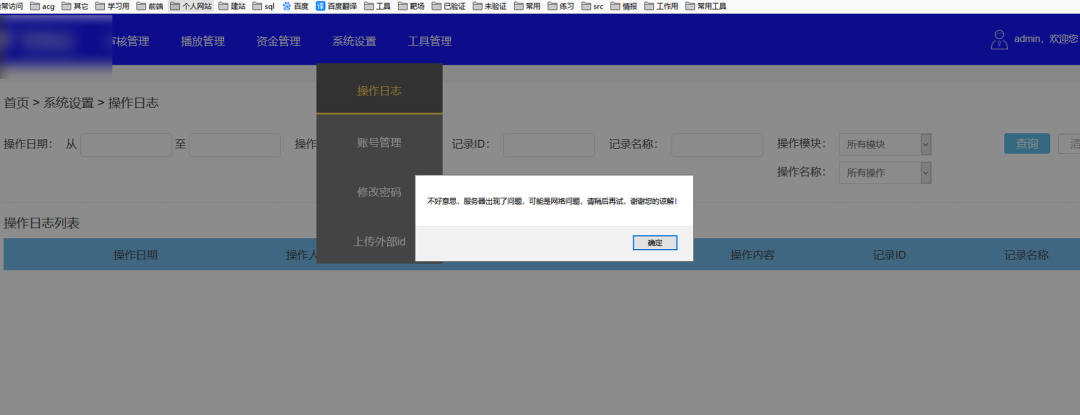 常访问 acg 其它 学习用 前端 个人网站 建站 sql 百度 译 百度翻译 工具 靶场 已验证 未验证 常用 练习 src 情报 工作用 常用工具
审核管理 播放管理 资金管理 系统设置 工具管理 admin，欢迎您
操作日志
首页 > 系统设置 > 操作日志
操作日期： 从 至 操作 账号管理 记录ID： 记录名称： 操作模块： 所有模块 查询
修改密码 操作名称： 所有操作
不好意思，服务器出现了问题，可能是网络问题，请稍后再试，谢谢您的谅解！
操作日志列表
上传外部id 确定
操作日期 操作人 操作内容 记录ID 记录名称